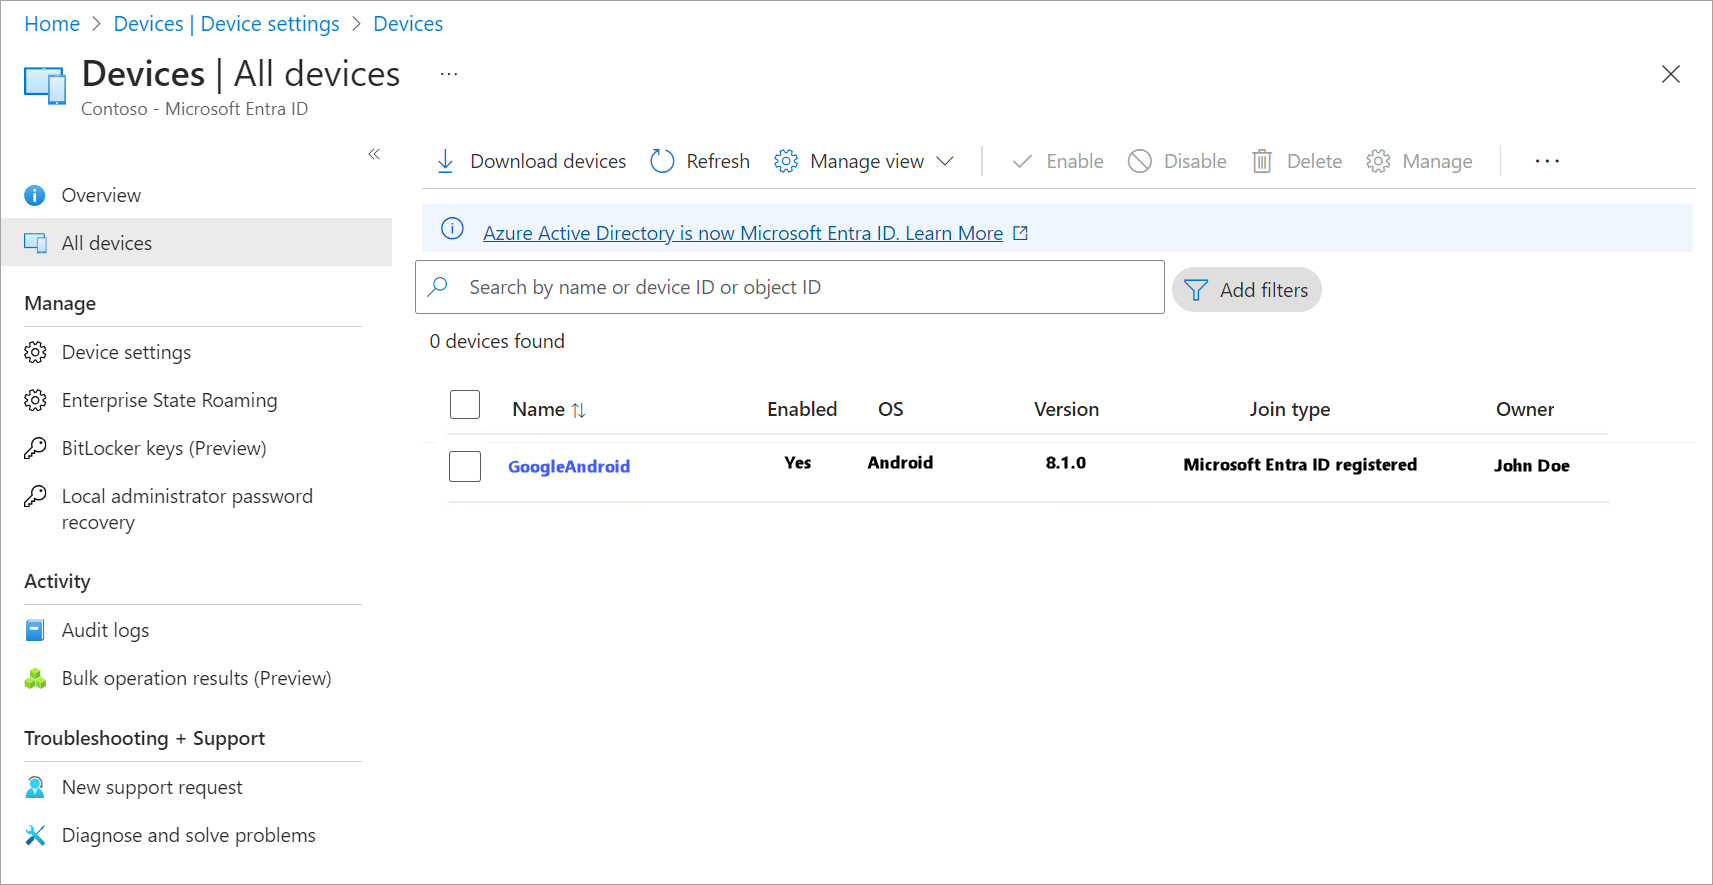 Home > Devices | Device settings > Devices
Devices | All devices ...
Contoso - Microsoft Entra ID
Overview
All devices
Manage
Device settings
Enterprise State Roaming
BitLocker keys (Preview)
Local administrator password
recovery
Activity
Audit logs
Bulk operation results (Preview)
Troubleshooting + Support
New support request
Diagnose and solve problems
Download devices Refresh Manage view Enable Disable Delete Manage ...
Azure Active Directory is now Microsoft Entra ID. Learn More
Search by name or device ID or object ID Add filters
0 devices found
Name Enabled OS Version Join type Owner
GoogleAndroid Yes Android 8.1.0 Microsoft Entra ID registered John Doe